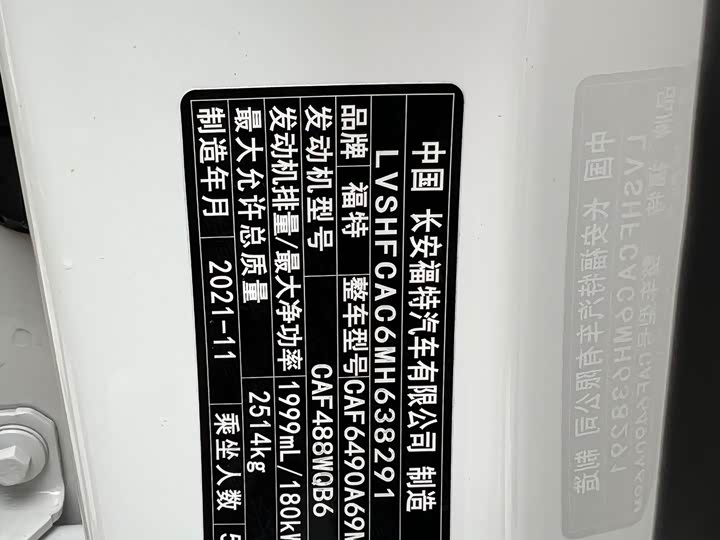 中国 长安福特汽车有限公司 制造
LVSHFCAC6MH638291
品牌 福特 整车型号 CAF6490A69M
发动机型号 CAF488WQB6
发动机排量/最大净功率 1999mL/180kW
最大允许总质量 2514kg
制造年月 2021-11 乘坐人数 5